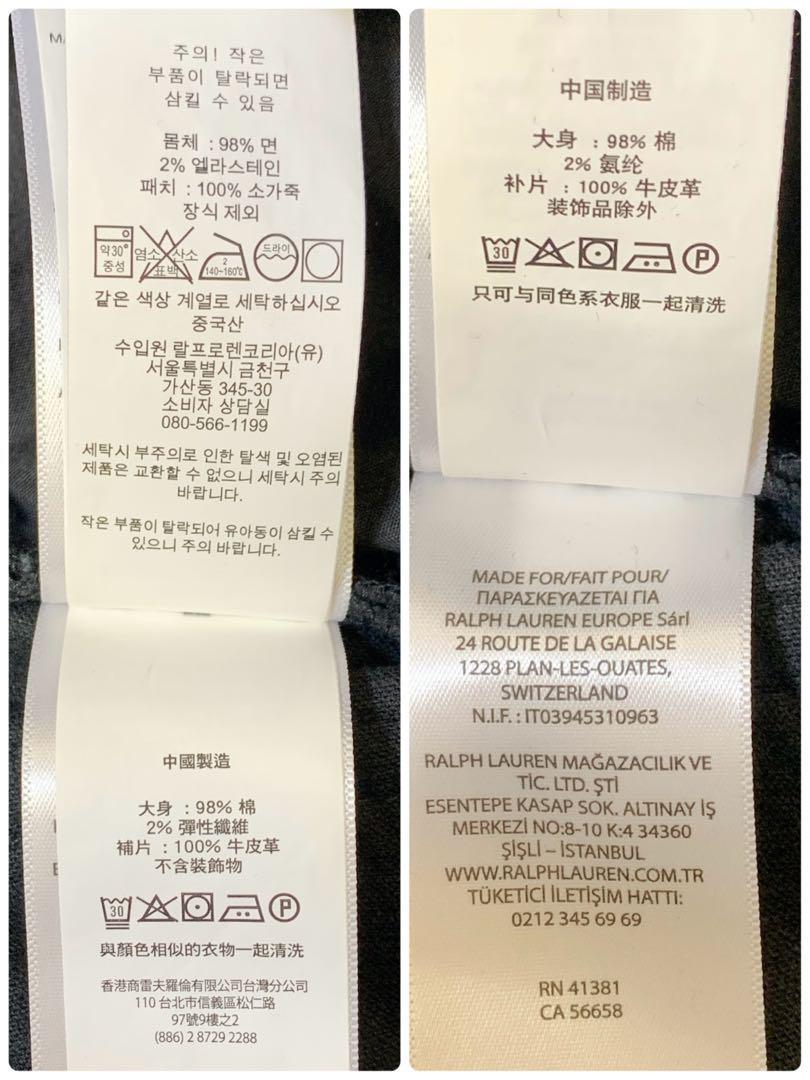 주의! 작은
부품이 탈락되면
삼킬 수 있음
몸체 : 98% 면
2% 엘라스테인
패치 : 100% 소가죽
장식 제외
약30°
중성
염소 산소
표백
2
140~160℃
드라이
같은 색상 계열로 세탁하십시오
중국산
수입원 랄프로렌코리아(유)
서울특별시 금천구
가산동 345-30
소비자 상담실
080-566-1199
세탁시 부주의로 인한 탈색 및 오염된
제품은 교환할 수 없으니 세탁시 주의
바랍니다.
작은 부품이 탈락되어 유아동이 삼킬 수
있으니 주의 바랍니다.
中國製造
大身 : 98% 棉
2% 彈性纖維
補片 : 100% 牛皮革
不含裝飾物
30
P
與顏色相似的衣物一起清洗
香港商雷夫羅倫有限公司台灣分公司
110 台北市信義區松仁路
97號9樓之2
(886) 2 8729 2288
中国制造
大身 : 98% 棉
2% 氨纶
补片 : 100% 牛皮革
装饰品除外
30
P
只可与同色系衣服一起清洗
MADE FOR/FAIT POUR/
ΠΑΡΑΣΚΕΥΑΖΕΤΑΙ ΓΙΑ
RALPH LAUREN EUROPE Sárl
24 ROUTE DE LA GALAISE
1228 PLAN-LES-OUATES,
SWITZERLAND
N.I.F. : IT03945310963
RALPH LAUREN MAĞAZACILIK VE
TİC. LTD. ŞTİ
ESENTEPE KASAP SOK. ALTINAY İŞ
MERKEZİ NO:8-10 K:4 34360
ŞİŞLİ – İSTANBUL
WWW.RALPHLAUREN.COM.TR
TÜKETİCİ İLETİŞİM HATTI:
0212 345 69 69
RN 41381
CA 56658